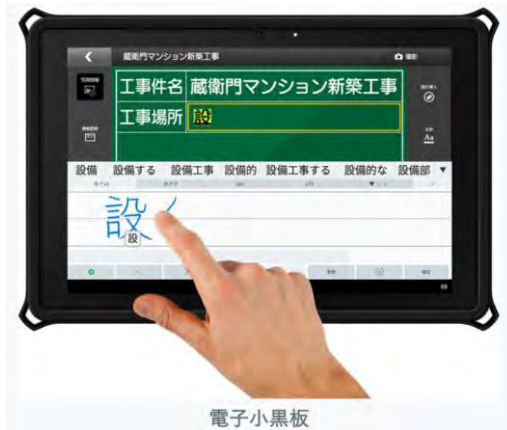 蔵衛門マンション新築工事 撮影
工事件名 蔵衛門マンション新築工事
工事場所 設
Aa
設備 設備する 設備工事 設備的 設備工事する 設備的な 設備部
設
設
電子小黒板